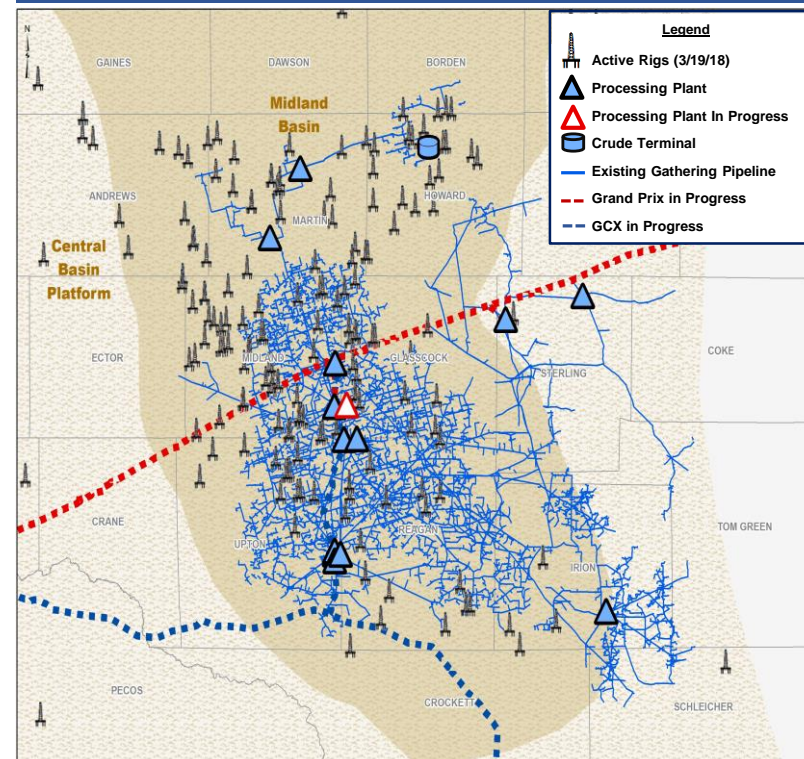 Legend
Active Rigs (3/19/18)
Processing Plant
Processing Plant In Progress
Crude Terminal
Existing Gathering Pipeline
Grand Prix in Progress
GCX in Progress
N
GAINES
DAWSON
BORDEN
Midland
Basin
ANDREWS
HOWARD
MARTIN
Central
Basin
Platform
ECTOR
MIDLAND
GLASSCOCK
COKE
STERLING
CRANE
TOM GREEN
UPTON
REAGAN
IRION
PECOS
CROCKETT
SCHLEICHER